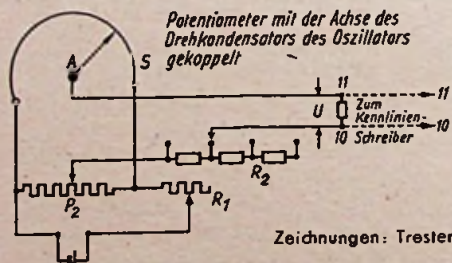 Potentiometer mit der Achse des
Drehkondensators des Oszillators
gekoppelt
A
S
11
11
U
Zum
Kennlinien-
10
10
Schreiber
R2
P2
R1
Zeichnungen: Trester